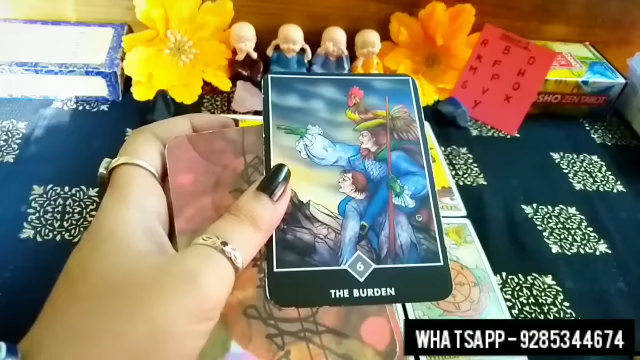 A B D
K F H
M P O
S V X
Y
OSHO ZEN TAROT
6
THE BURDEN
WHATSAPP-9285344674